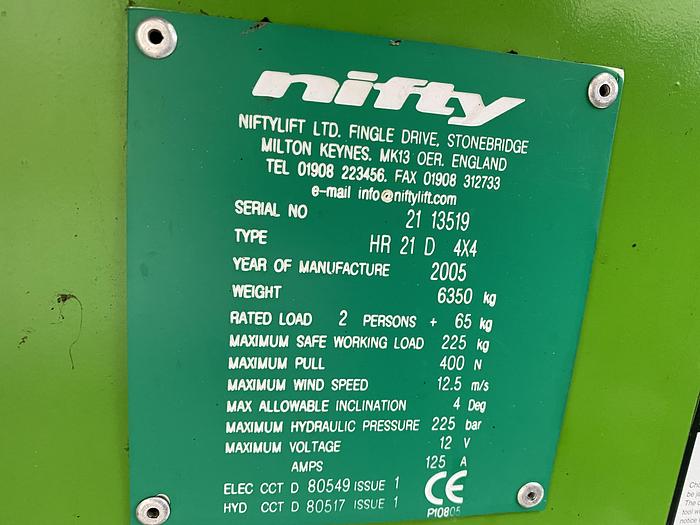 nifty
NIFTYLIFT LTD. FINGLE DRIVE, STONEBRIDGE
MILTON KEYNES. MK13 OER. ENGLAND
TEL 01908 223456. FAX 01908 312733
e-mail info@niftylift.com
SERIAL NO 21 13519
TYPE HR 21 D 4X4
YEAR OF MANUFACTURE 2005
WEIGHT 6350 kg
RATED LOAD 2 PERSONS + 65 kg
MAXIMUM SAFE WORKING LOAD 225 kg
MAXIMUM PULL 400 N
MAXIMUM WIND SPEED 12.5 m/s
MAX ALLOWABLE INCLINATION 4 Deg
MAXIMUM HYDRAULIC PRESSURE 225 bar
MAXIMUM VOLTAGE 12 V
AMPS 125 A
ELEC CCT D 80549 ISSUE 1
HYD CCT D 80517 ISSUE 1
CE
P10805